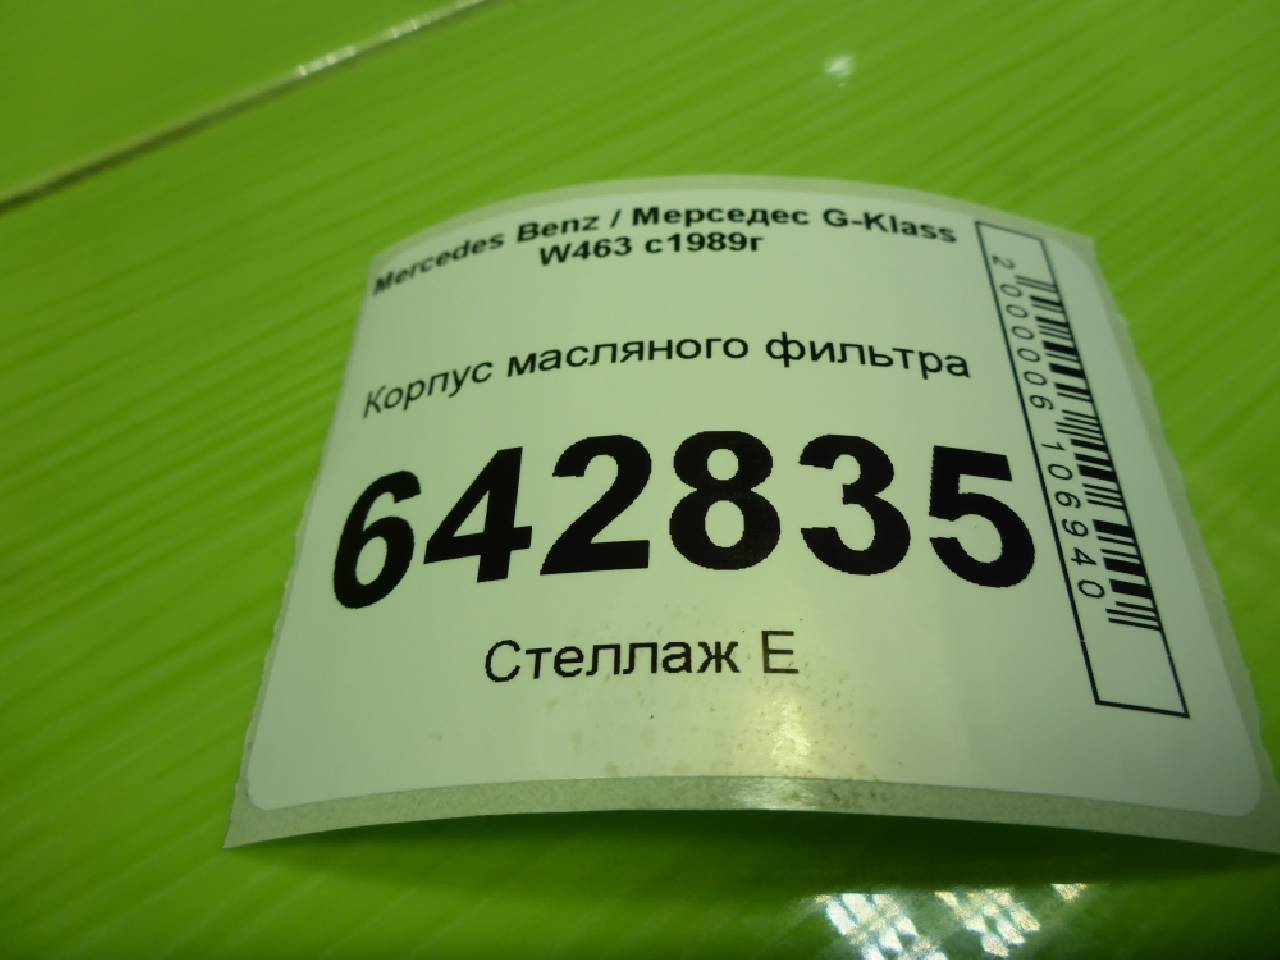 Mercedes Benz / Мерседес G-Klass
W463 с1989г
Корпус масляного фильтра
642835
Стеллаж Е
2000006106940